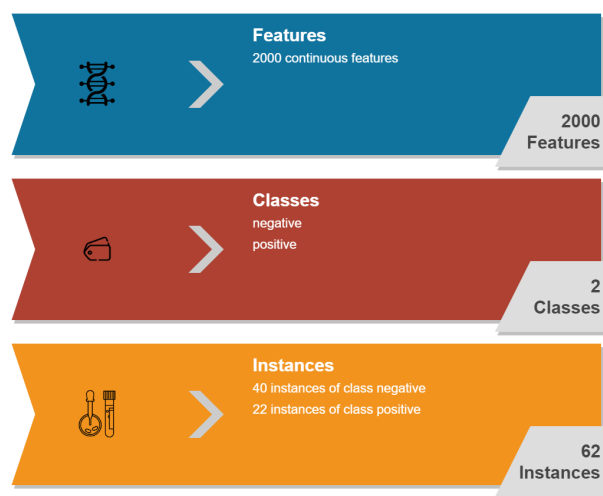 Features
2000 continuous features
2000
Features
Classes
negative
positive
2
Classes
Instances
40 instances of class negative
22 instances of class positive
62
Instances